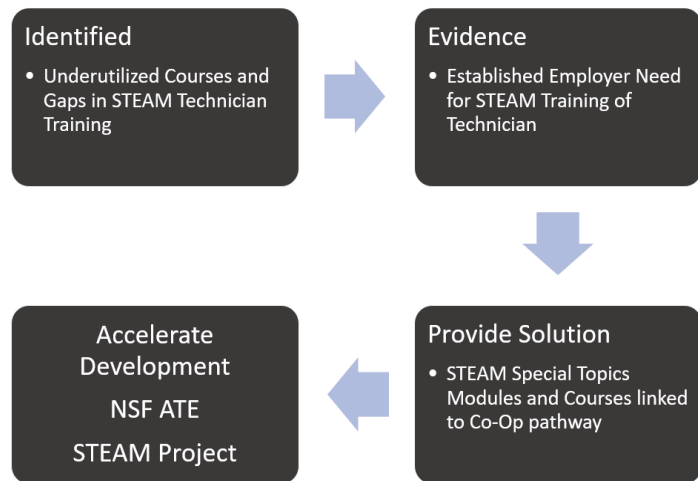 Identified
• Underutilized Courses and
Gaps in STEAM Technician
Training
Evidence
• Established Employer Need
for STEAM Training of
Technician
Provide Solution
• STEAM Special Topics
Modules and Courses linked
to Co-Op pathway
Accelerate
Development
NSF ATE
STEAM Project